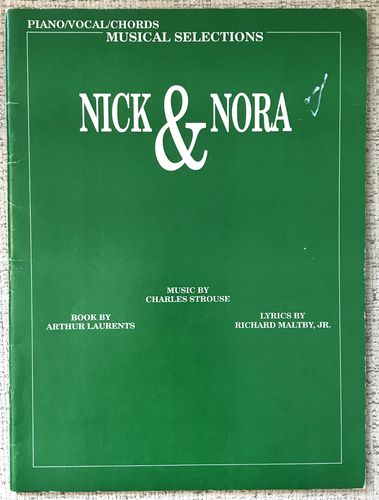 PIANO/VOCAL/CHORDS
MUSICAL SELECTIONS
NICK & NORA
MUSIC BY
CHARLES STROUSE
BOOK BY
ARTHUR LAURENTS
LYRICS BY
RICHARD MALTBY, JR.